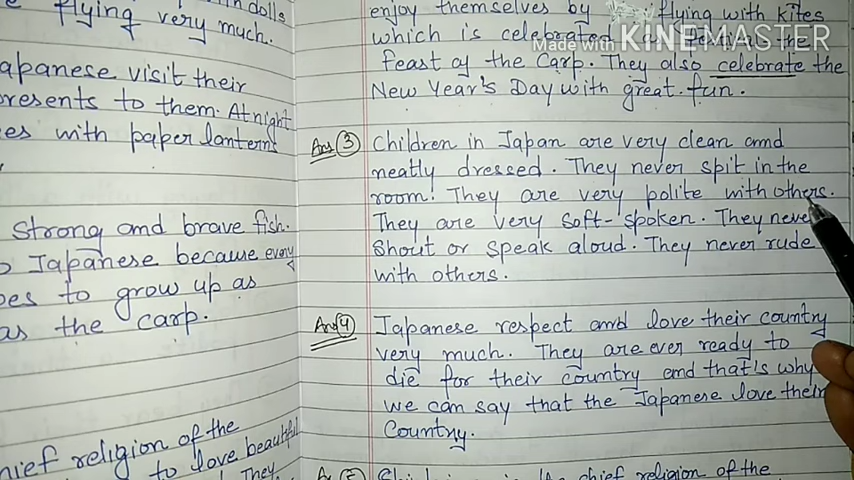 dolls
flying very much.
apanese visit their
resents to them. At night
es with paper lanterns
strong and brave fish.
Japanese because every
es to grow up as
as the carp.
hief religion of the
to love beautiful
They
enjoy themselves by flying with kites
which is celebrated the
feast of the Carp. They also celebrate the
New Year's Day with great fun.
Made with KINEMASTER
Ans 3 Children in Japan are very clean and
neatly dressed. They never spit in the
room. They are very polite with others.
They are very soft-spoken. They never
shout or speak aloud. They never rude
with others.
Ans 4 Japanese respect and love their country
very much. They are ever ready to
die for their country and that's why
we can say that the Japanese love their
Country.
chief religion of the